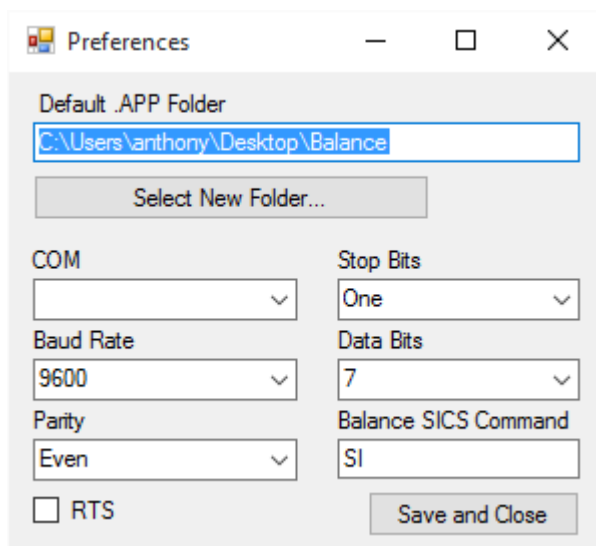 Preferences
Default .APP Folder
C:\Users\anthony\Desktop\Balance
Select New Folder...
COM
Stop Bits
One
Baud Rate
Data Bits
9600
7
Parity
Balance SICS Command
Even
SI
RTS
Save and Close